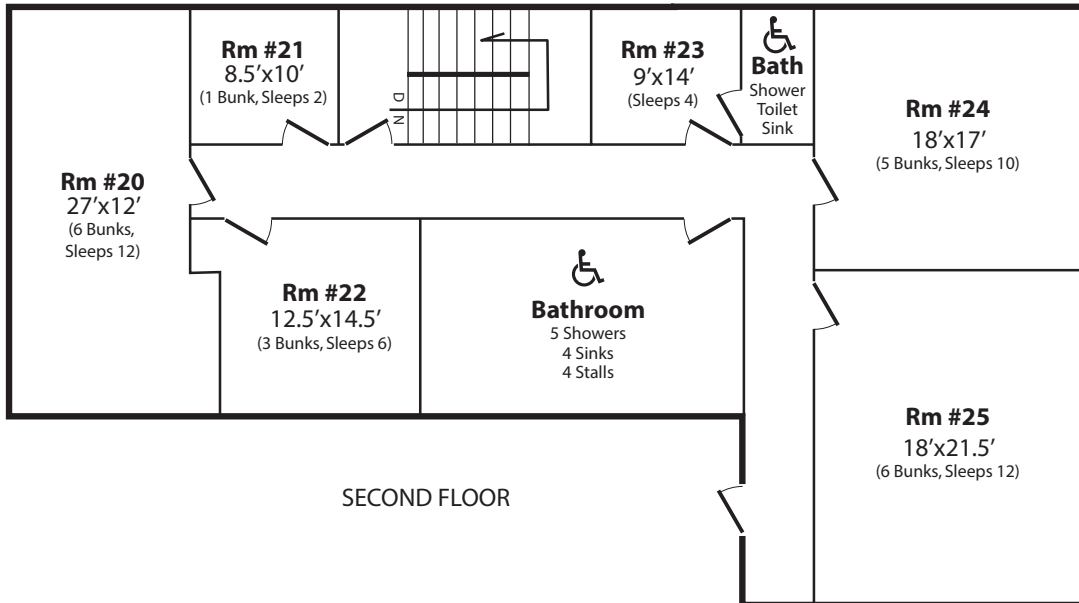 Rm #20
27’x12’
(6 Bunks,
Sleeps 12)
Rm #21
8.5’x10’
(1 Bunk, Sleeps 2)
DN
Rm #23
9’x14’
(Sleeps 4)
Bath
Shower
Toilet
Sink
Rm #24
18’x17’
(5 Bunks, Sleeps 10)
Rm #22
12.5’x14.5’
(3 Bunks, Sleeps 6)
Bathroom
5 Showers
4 Sinks
4 Stalls
Rm #25
18’x21.5’
(6 Bunks, Sleeps 12)
SECOND FLOOR